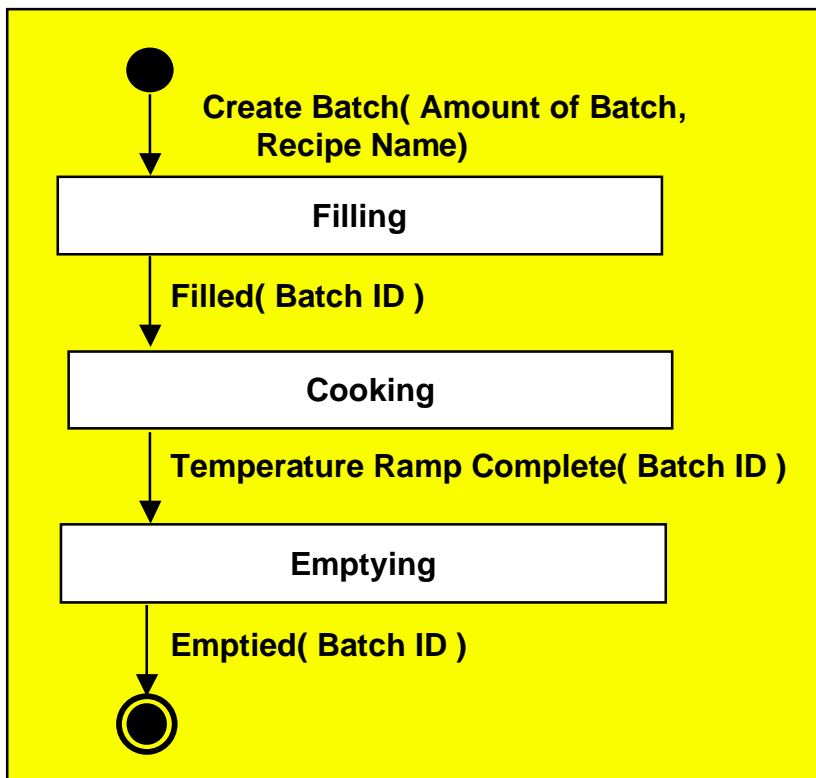 Create Batch( Amount of Batch,
Recipe Name)
Filling
Filled( Batch ID )
Cooking
Temperature Ramp Complete( Batch ID )
Emptying
Emptied( Batch ID )